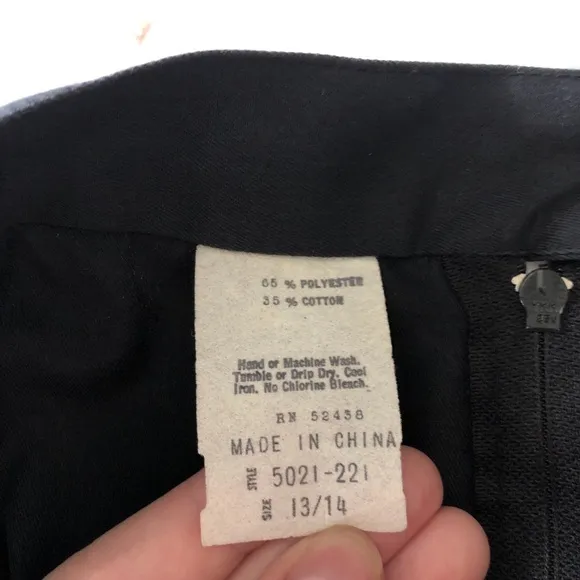 65 % POLYESTER
35 % COTTON
Hand or Machine Wash.
Tumble or Drip Dry. Cool
Iron. No Chlorine Bleach.
RN 52438
MADE IN CHINA
STYLE 5021-221
SIZE 13/14